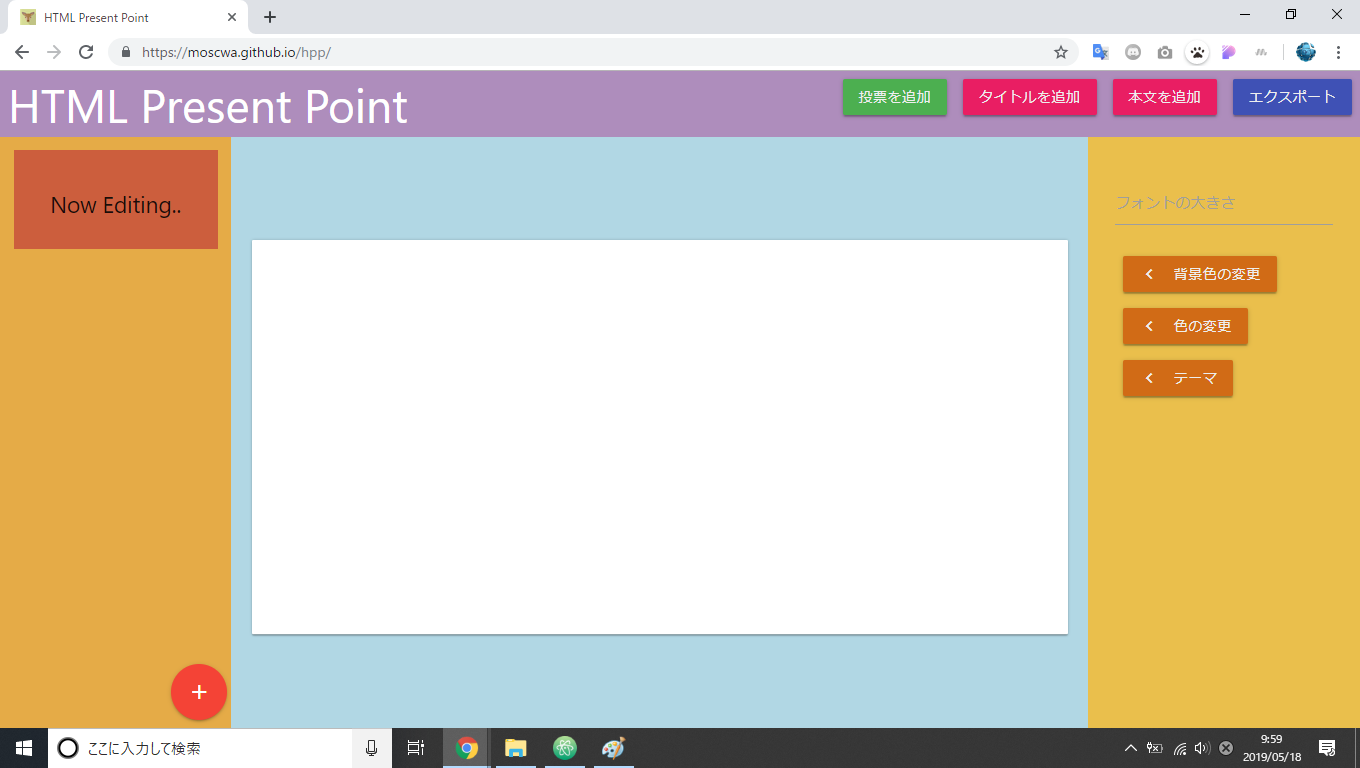 HTML Present Point
https://moscwa.github.io/hpp/
HTML Present Point
投票を追加
タイトルを追加
本文を追加
エクスポート
Now Editing..
フォントの大きさ
背景色の変更
色の変更
テーマ
ここに入力して検索
9:59
2019/05/18